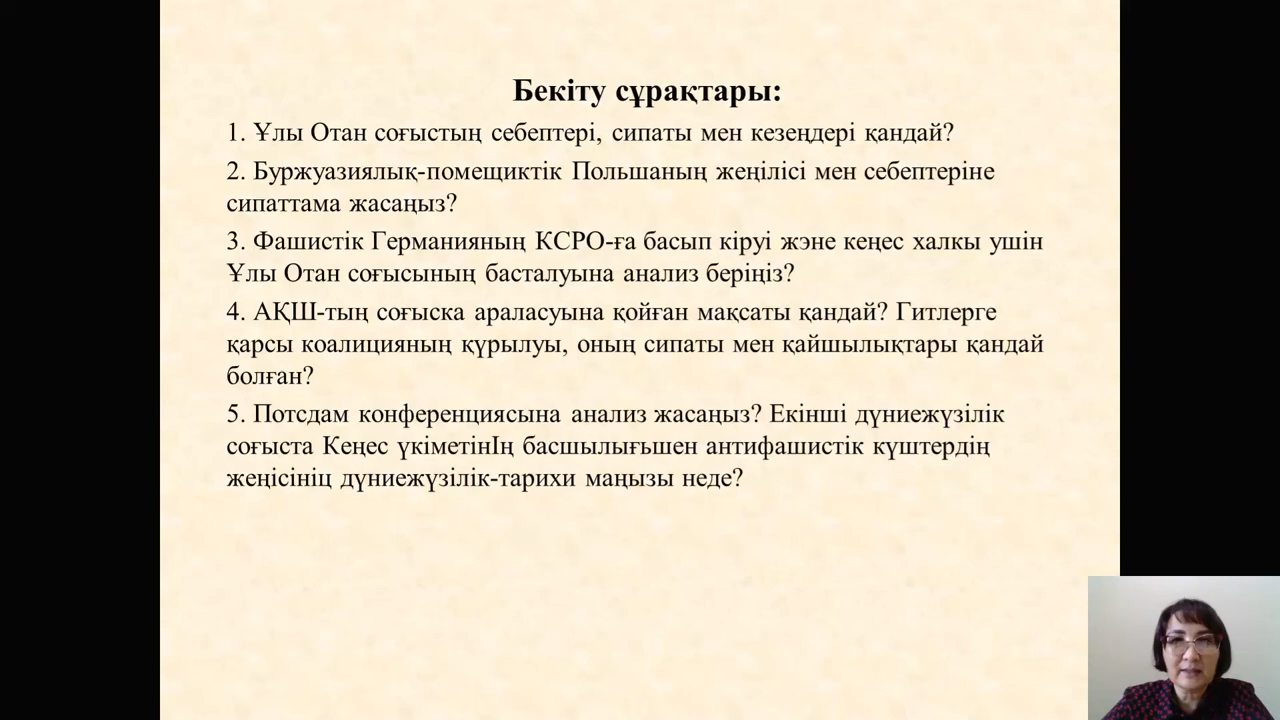 Бекіту сұрақтары:
1. Ұлы Отан соғыстың себептері, сипаты мен кезеңдері қандай?
2. Буржуазиялық-помещиктік Польшаның жеңілісі мен себептеріне
сипаттама жасаңыз?
3. Фашистік Германияның КСРО-ға басып кіруі жэне кеңес халкы ушін
Ұлы Отан соғысының басталуына анализ беріңіз?
4. АҚШ-тың соғыска араласуына қойған мақсаты қандай? Гитлерге
қарсы коалицияның құрылуы, оның сипаты мен қайшылықтары қандай
болған?
5. Потсдам конференциясына анализ жасаңыз? Екінші дүниежүзілік
соғыста Кеңес үкіметінІң басшылығьшен антифашистік күштердің
жеңісініц дүниежүзілік-тарихи маңызы неде?